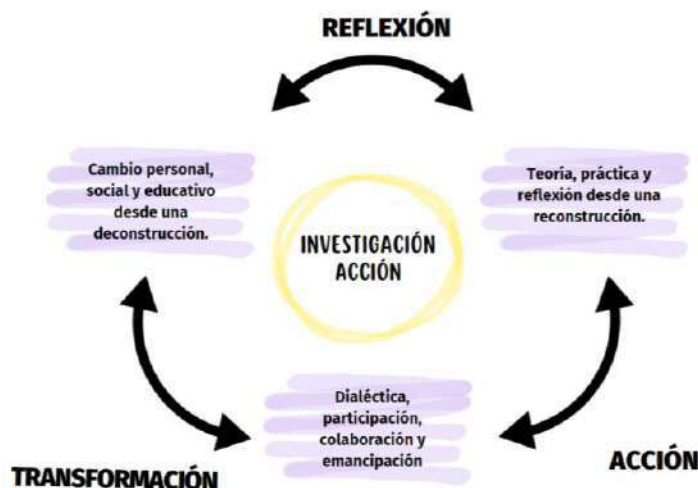 REFLEXIÓN
Cambio personal,
social y educativo
desde una
deconstrucción.
Teoría, práctica y
reflexión desde una
reconstrucción.
INVESTIGACIÓN
ACCIÓN
Dialéctica,
participación,
colaboración y
emancipación
TRANSFORMACIÓN
ACCIÓN